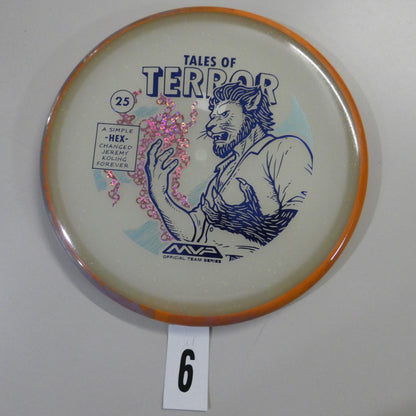 TALES OF
TERROR
25
A SIMPLE
-HEX-
CHANGED
JEREMY
KOLING
FOREVER
MVP
OFFICIAL TEAM SERIES
6